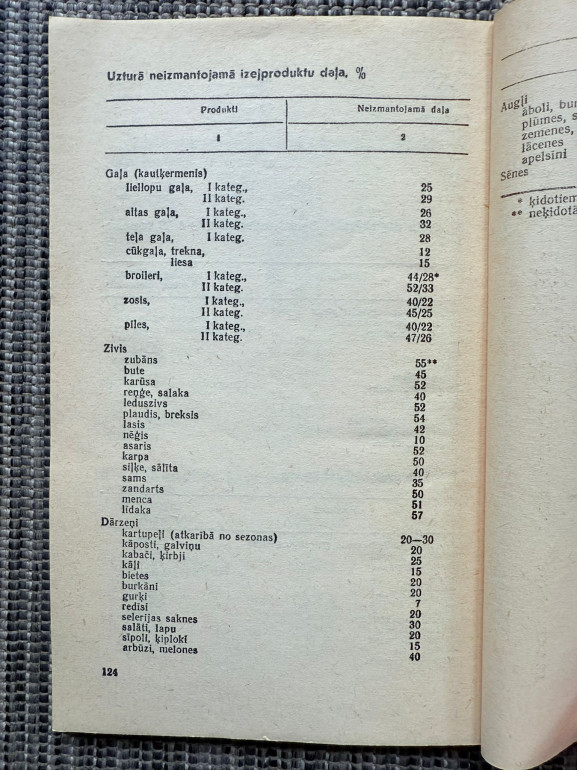 Uzturā neizmantojamā izejproduktu daļa, %
Produkti Neizmantojamā daļa
1 2
Gaļa (kautķermenis)
liellopu gaļa, I kateg., 25
II kateg. 29
aitas gaļa, I kateg., 26
II kateg. 32
teļa gaļa, I kateg. 28
cūkgaļa, trekna, 12
liesa 15
broileri, I kateg., 44/28*
II kateg. 52/33
zosis, I kateg., 40/22
II kateg. 45/25
pīles, I kateg., 40/22
II kateg. 47/26
Zivis
zubāns 55**
bute 45
karūsa 52
reņģe, salaka 40
leduszivs 52
plaudis, breksis 54
lasis 42
nēģis 10
asaris 52
karpa 50
siļķe, sālīta 40
sams 35
zandarts 50
menca 51
līdaka 57
Dārzeņi
kartupeļi (atkarībā no sezonas) 20—30
kāposti, galviņu 20
kabači, ķirbji 25
kāļi 15
bietes 20
burkāni 20
gurķi 7
redīsi 20
selerijas saknes 30
salāti, lapu 20
sīpoli, ķiploki 15
arbūzi, melones 40
124
Augļi
āboli, bum
plūmes, s
zemenes,
lācenes
apelsīni
Sēnes
* ķidotiem
** neķidotā